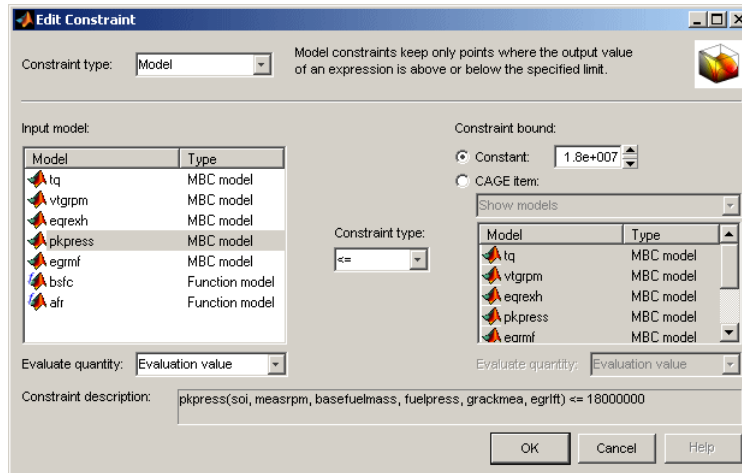 Edit Constraint
Constraint type: Model
Model constraints keep only points where the output value
of an expression is above or below the specified limit.
Input model:
Model Type
tq MBC model
vtgrpm MBC model
eqrexh MBC model
pkpress MBC model
egrmf MBC model
bsfc Function model
afr Function model
Evaluate quantity: Evaluation value
Constraint type:
<=
Constraint bound:
Constant: 1.8e+007
CAGE item:
Show models
Model Type
tq MBC model
vtgrpm MBC model
eqrexh MBC model
pkpress MBC model
egrmf MBC model
Evaluate quantity: Evaluation value
Constraint description: pkpress(soi, measrpm, basefuelmass, fuelpress, grackmea, egrlft) <= 18000000
OK Cancel Help